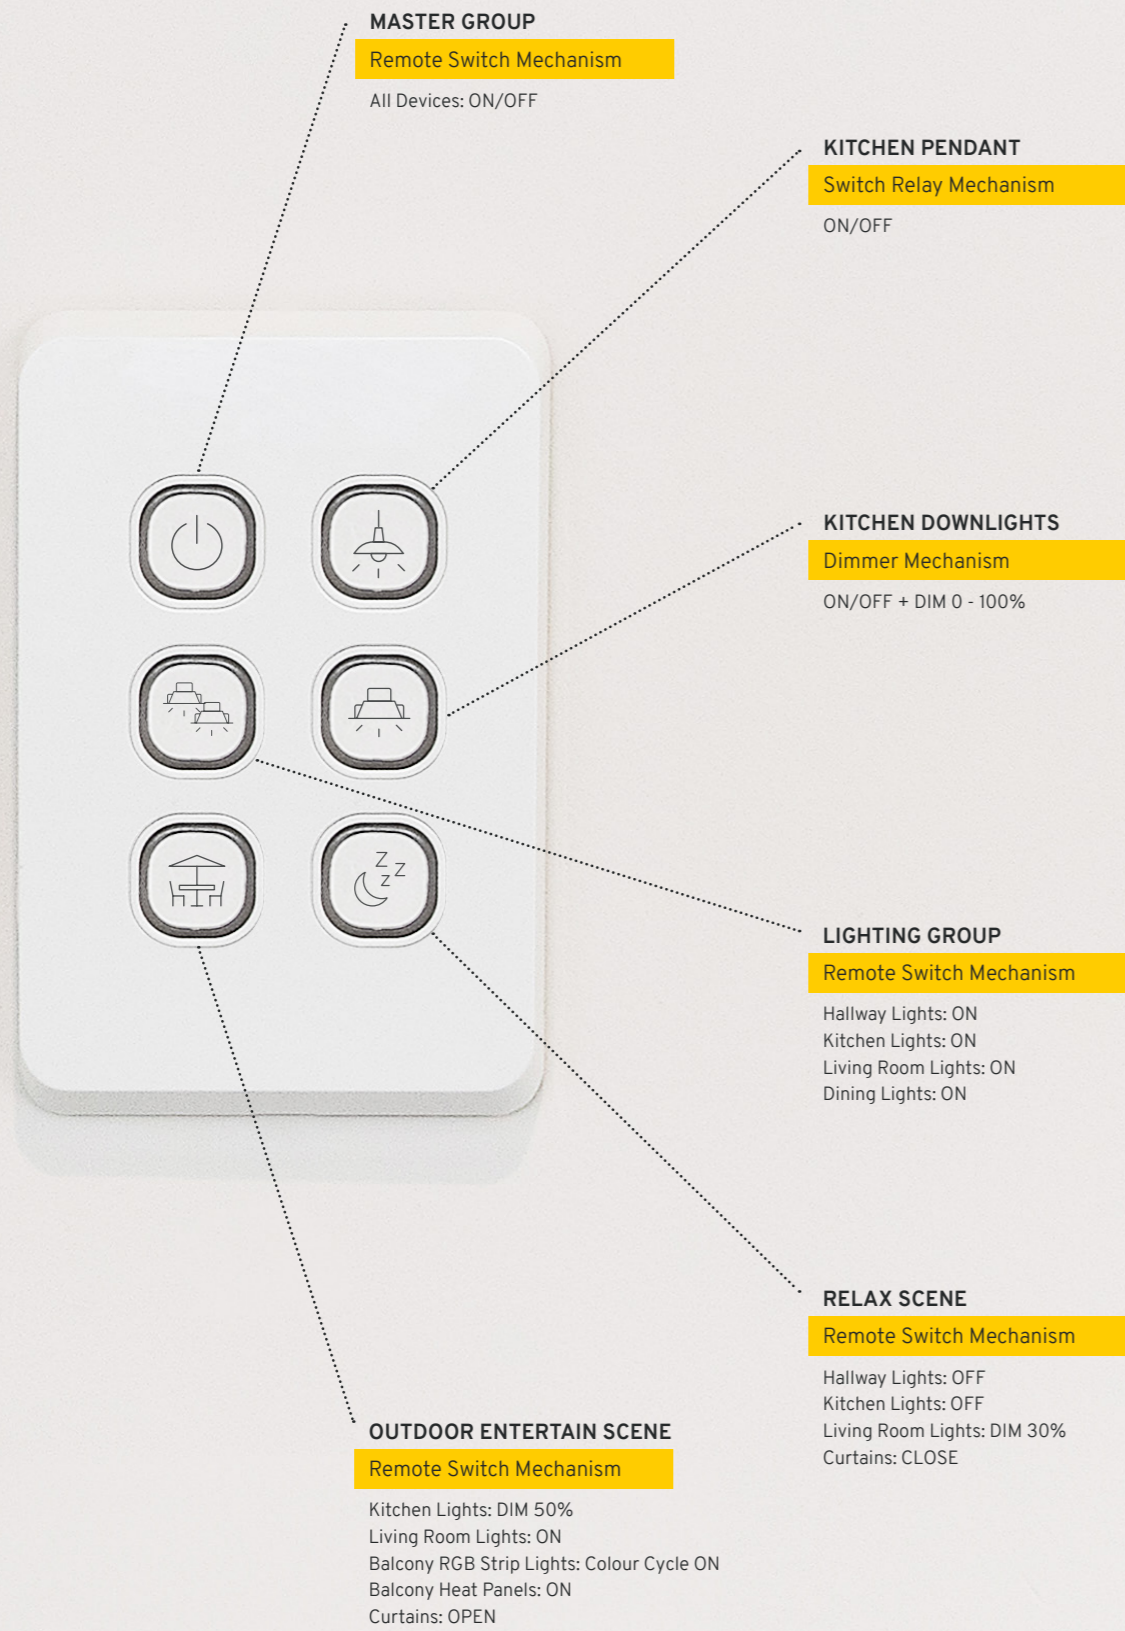 MASTER GROUP
Remote Switch Mechanism
All Devices: ON/OFF
KITCHEN PENDANT
Switch Relay Mechanism
ON/OFF
KITCHEN DOWNLIGHTS
Dimmer Mechanism
ON/OFF + DIM 0 - 100%
Z
Z
Z
LIGHTING GROUP
Remote Switch Mechanism
Hallway Lights: ON
Kitchen Lights: ON
Living Room Lights: ON
Dining Lights: ON
RELAX SCENE
Remote Switch Mechanism
Hallway Lights: OFF
Kitchen Lights: OFF
Living Room Lights: DIM 30%
Curtains: CLOSE
OUTDOOR ENTERTAIN SCENE
Remote Switch Mechanism
Kitchen Lights: DIM 50%
Living Room Lights: ON
Balcony RGB Strip Lights: Colour Cycle ON
Balcony Heat Panels: ON
Curtains: OPEN